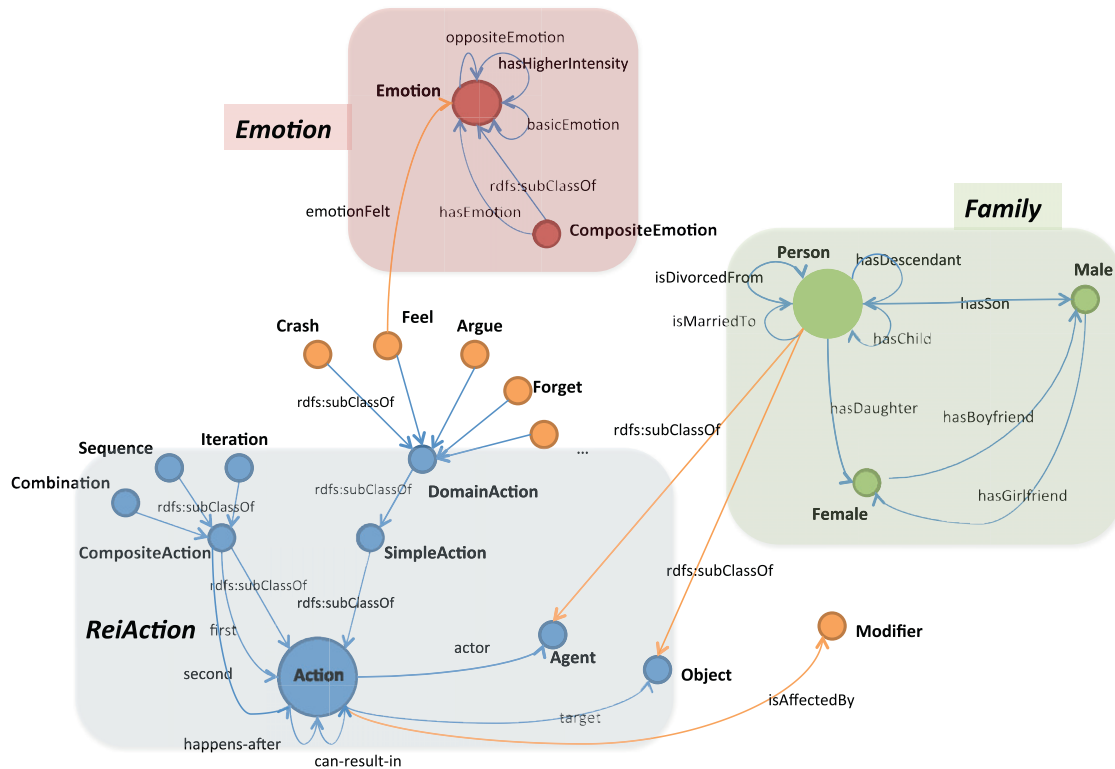 oppositeEmotion
hasHigherIntensity
Emotion
Emotion
basicEmotion
rdfs:subClassOf
emotionFelt
hasEmotion
CompositeEmotion
Family
Person
hasDescendant
Male
isDivorcedFrom
hasSon
isMarriedTo
hasChild
Crash
Feel
Argue
Forget
rdfs:subClassOf
hasDaughter
hasBoyfriend
rdfs:subClassOf
...
Sequence
Iteration
Combination
rdfs:subClassOf
DomainAction
rdfs:subClassOf
hasGirlfriend
Female
CompositeAction
SimpleAction
rdfs:subClassOf
rdfs:subClassOf
rdfs:subClassOf
ReiAction
first
actor
Agent
Modifier
second
Action
Object
isAffectedBy
target
happens-after
can-result-in